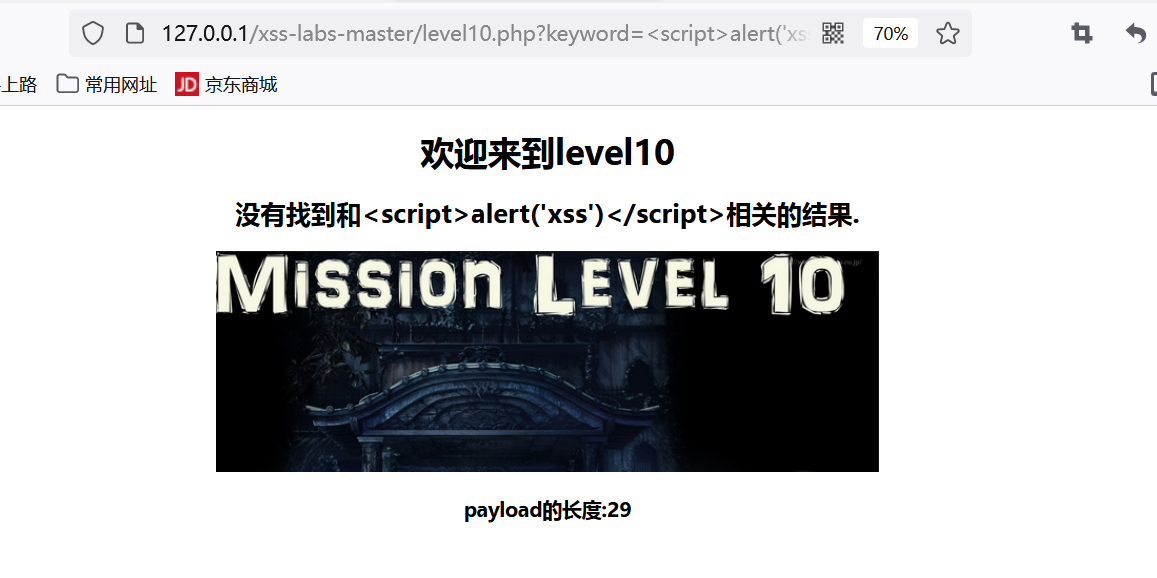 127.0.0.1/xss-labs-master/level10.php?keyword=<script>alert('xs
70%
上路 常用网址 JD 京东商城
欢迎来到level10
没有找到和<script>alert('xss')</script>相关的结果.
Mission Level 10
payload的长度:29